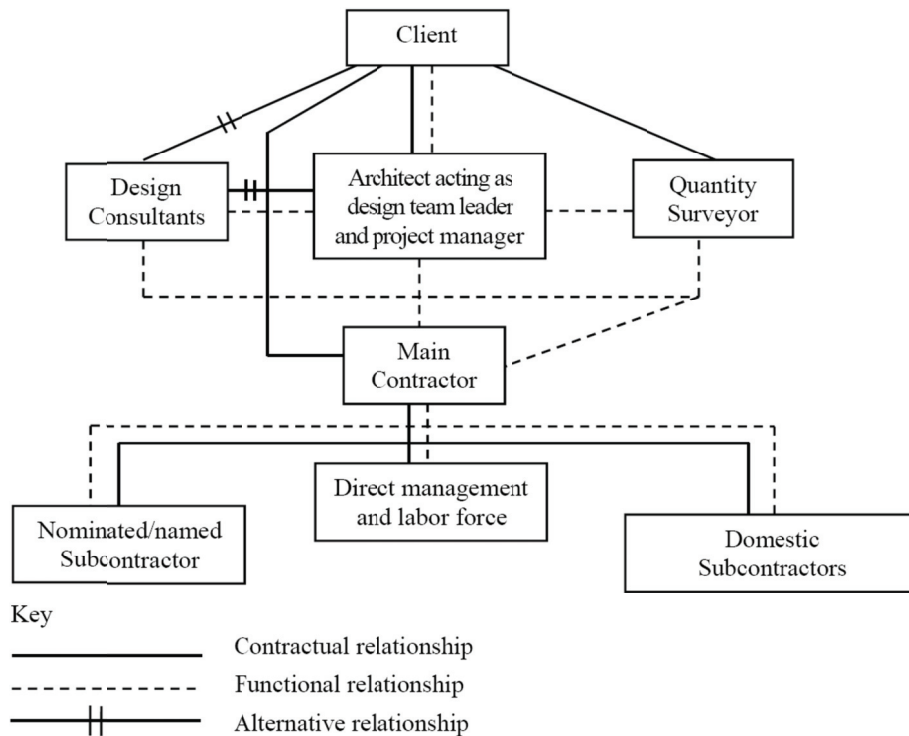 Client
Design
Consultants
Architect acting as
design team leader
and project manager
Quantity
Surveyor
Main
Contractor
Nominated/named
Subcontractor
Direct management
and labor force
Domestic
Subcontractors
Key
Contractual relationship
Functional relationship
Alternative relationship